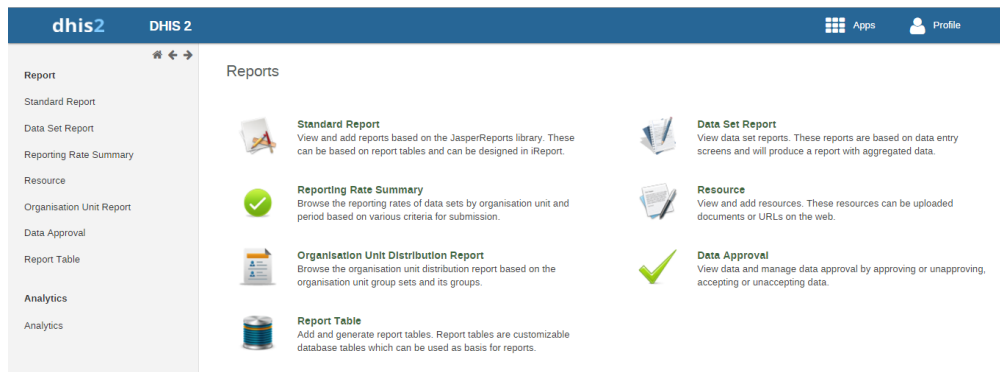 dhis2 DHIS 2 Apps Profile
Report
Standard Report
Data Set Report
Reporting Rate Summary
Resource
Organisation Unit Report
Data Approval
Report Table
Analytics
Analytics
Reports
Standard Report
View and add reports based on the JasperReports library. These
can be based on report tables and can be designed in iReport.
Data Set Report
View data set reports. These reports are based on data entry
screens and will produce a report with aggregated data.
Reporting Rate Summary
Browse the reporting rates of data sets by organisation unit and
period based on various criteria for submission.
Resource
View and add resources. These resources can be uploaded
documents or URLs on the web.
Organisation Unit Distribution Report
Browse the organisation unit distribution report based on the
organisation unit group sets and its groups.
Data Approval
View data and manage data approval by approving or unapproving,
accepting or unaccepting data.
Report Table
Add and generate report tables. Report tables are customizable
database tables which can be used as basis for reports.